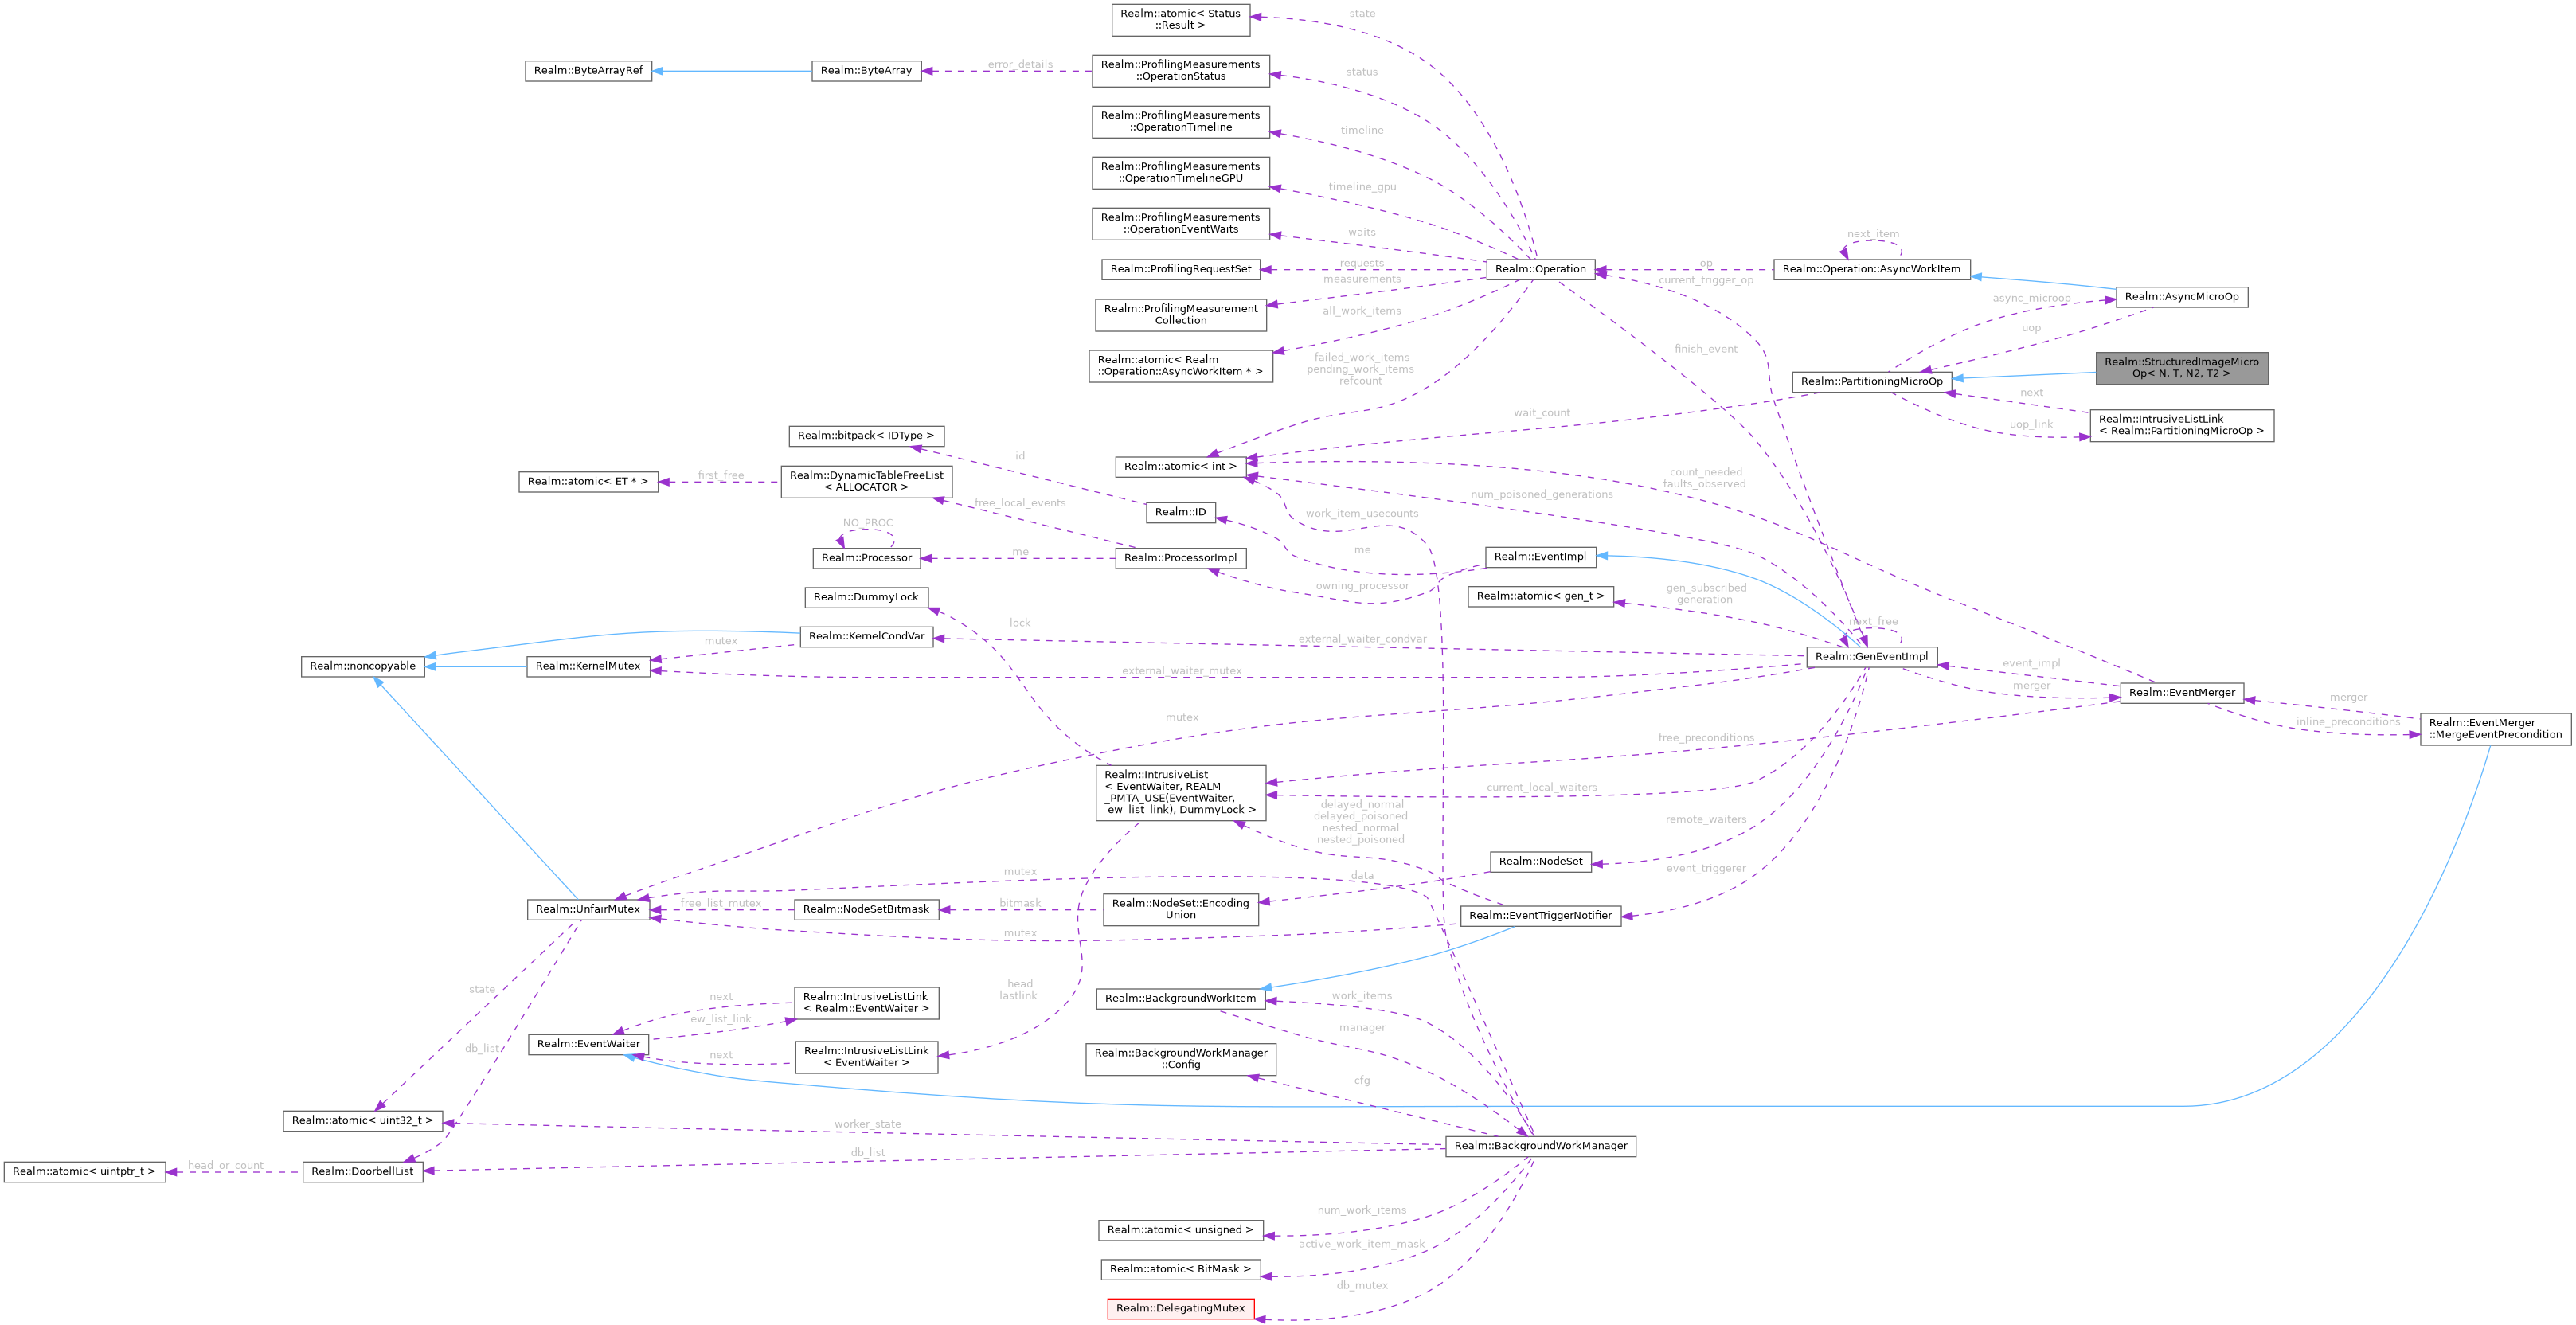 Realm::atomic< Status
::Result >
state
Realm::ByteArrayRef
Realm::ByteArray
error_details
Realm::ProfilingMeasurements
::OperationStatus
status
Realm::ProfilingMeasurements
::OperationTimeline
timeline
Realm::ProfilingMeasurements
::OperationTimelineGPU
timeline_gpu
Realm::ProfilingMeasurements
::OperationEventWaits
waits
Realm::ProfilingRequestSet
requests
measurements
Realm::Operation
op
current_trigger_op
next_item
Realm::Operation::AsyncWorkItem
Realm::ProfilingMeasurement
Collection
all_work_items
async_microop
Realm::AsyncMicroOp
uop
Realm::atomic< Realm
::Operation::AsyncWorkItem * >
failed_work_items
pending_work_items
refcount
finish_event
Realm::PartitioningMicroOp
Realm::StructuredImageMicro
Op< N, T, N2, T2 >
next
Realm::IntrusiveListLink
< Realm::PartitioningMicroOp >
uop_link
wait_count
Realm::bitpack< IDType >
id
Realm::atomic< int >
count_needed
faults_observed
Realm::atomic< ET * >
first_free
Realm::DynamicTableFreeList
< ALLOCATOR >
free_local_events
num_poisoned_generations
Realm::ID
work_item_usecounts
NO_PROC
Realm::Processor
me
Realm::ProcessorImpl
me
Realm::EventImpl
owning_processor
Realm::DummyLock
Realm::atomic< gen_t >
gen_subscribed
generation
lock
next_free
Realm::KernelCondVar
mutex
external_waiter_condvar
Realm::noncopyable
Realm::KernelMutex
external_waiter_mutex
Realm::GenEventImpl
event_impl
merger
Realm::EventMerger
merger
inline_preconditions
Realm::EventMerger
::MergeEventPrecondition
mutex
free_preconditions
Realm::IntrusiveList
< EventWaiter, REALM
_PMTA_USE(EventWaiter,
ew_list_link), DummyLock >
current_local_waiters
delayed_normal
delayed_poisoned
nested_normal
nested_poisoned
remote_waiters
Realm::NodeSet
event_triggerer
mutex
data
Realm::UnfairMutex
free_list_mutex
Realm::NodeSetBitmask
bitmask
Realm::NodeSet::Encoding
Union
Realm::EventTriggerNotifier
mutex
state
db_list
head
lastlink
next
Realm::IntrusiveListLink
< Realm::EventWaiter >
Realm::BackgroundWorkItem
work_items
ew_list_link
manager
Realm::EventWaiter
next
Realm::IntrusiveListLink
< EventWaiter >
Realm::BackgroundWorkManager
::Config
cfg
Realm::atomic< uint32_t >
worker_state
Realm::BackgroundWorkManager
db_list
Realm::atomic< uintptr_t >
head_or_count
Realm::DoorbellList
Realm::atomic< unsigned >
num_work_items
active_work_item_mask
Realm::atomic< BitMask >
db_mutex
Realm::DelegatingMutex